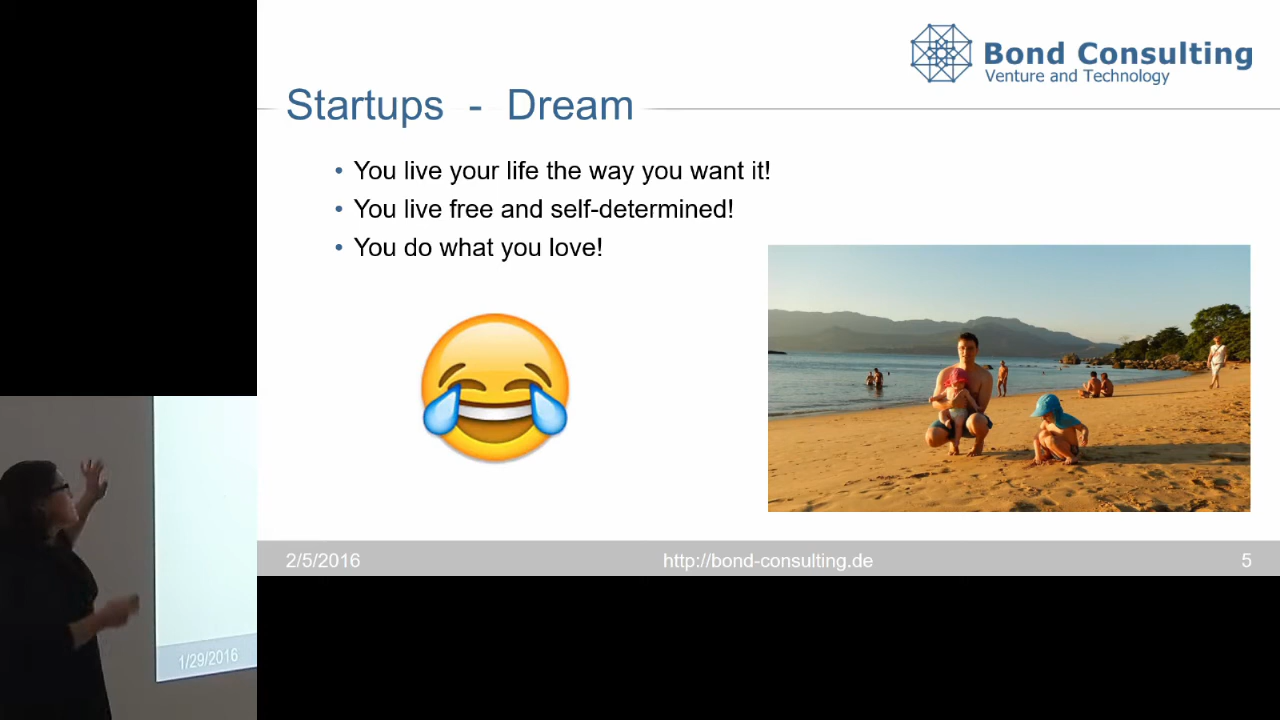 Bond Consulting
Venture and Technology
Startups - Dream
• You live your life the way you want it!
• You live free and self-determined!
• You do what you love!
2/5/2016 http://bond-consulting.de 5
1/29/2016